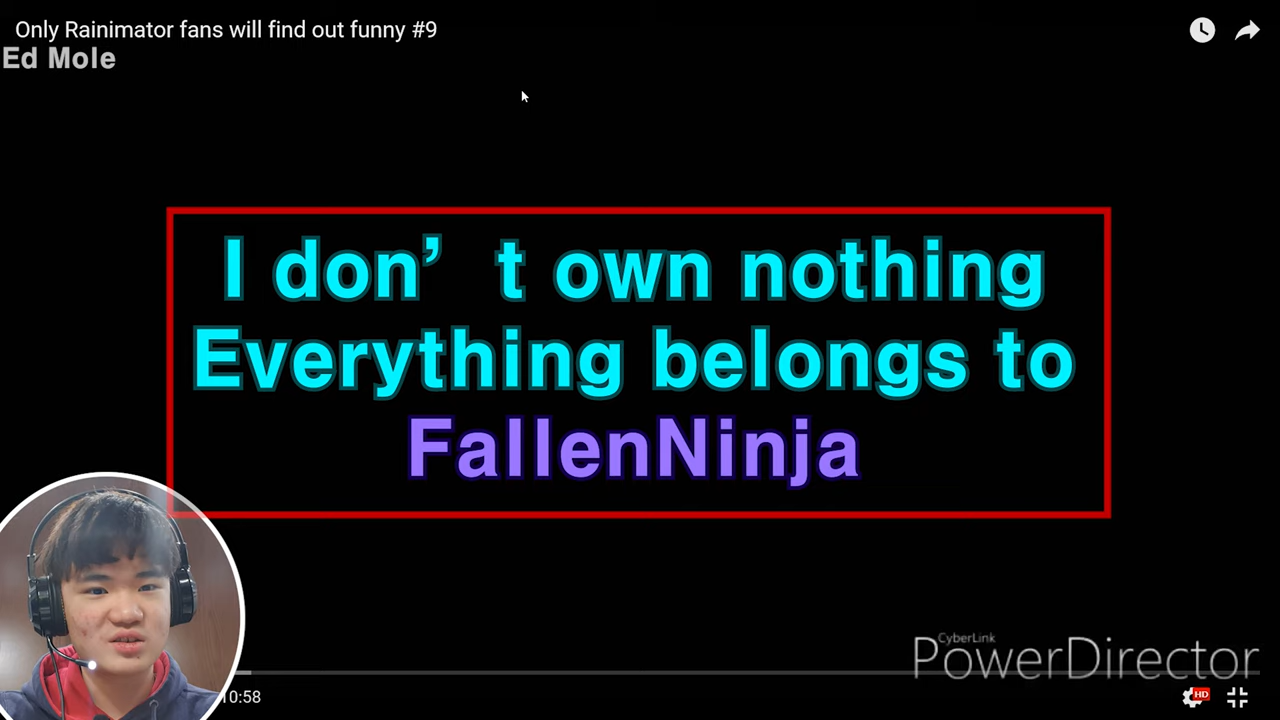 Only Rainimator fans will find out funny #9
Ed Mole
I don’t own nothing
Everything belongs to
FallenNinja
CyberLink
PowerDirector
10:58
HD